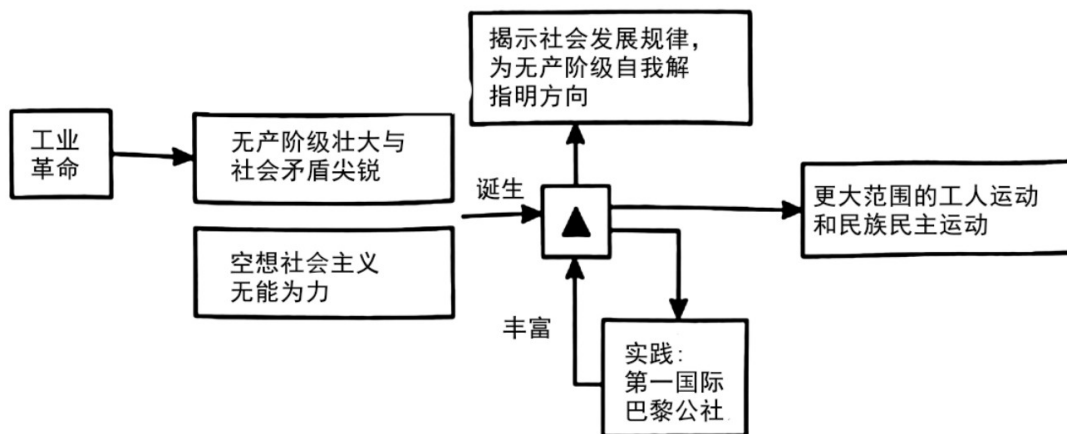 揭示社会发展规律，
为无产阶级自我解
指明方向
工业
革命
无产阶级壮大与
社会矛盾尖锐
诞生
▲
更大范围的工人运动
和民族民主运动
空想社会主义
无能为力
丰富
实践：
第一国际
巴黎公社